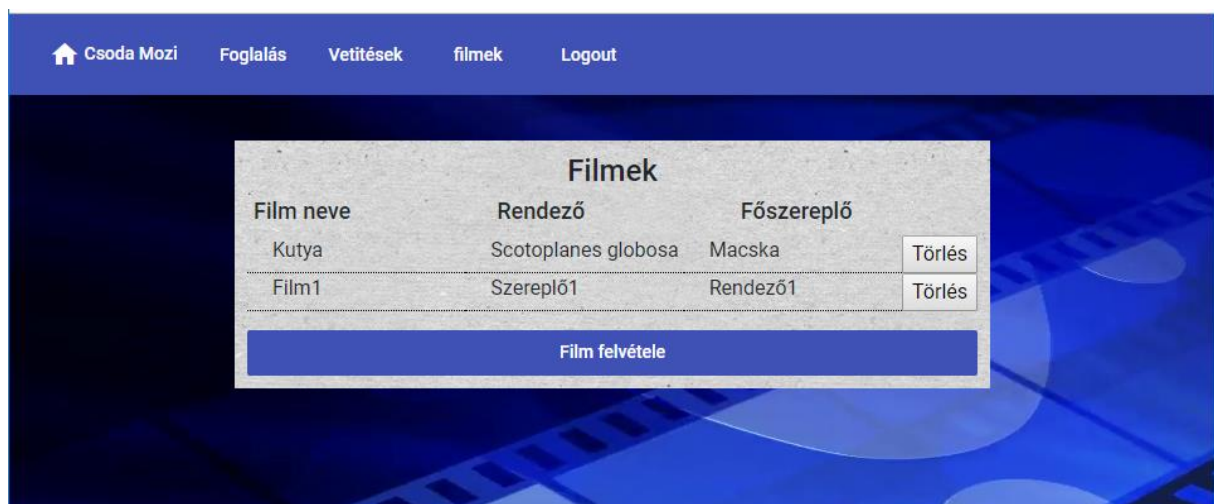 Csoda Mozi Foglalás Vetitések filmek Logout
Filmek
Film neve Rendező Főszereplő
Kutya Scotoplanes globosa Macska Törlés
Film1 Szereplő1 Rendező1 Törlés
Film felvétele